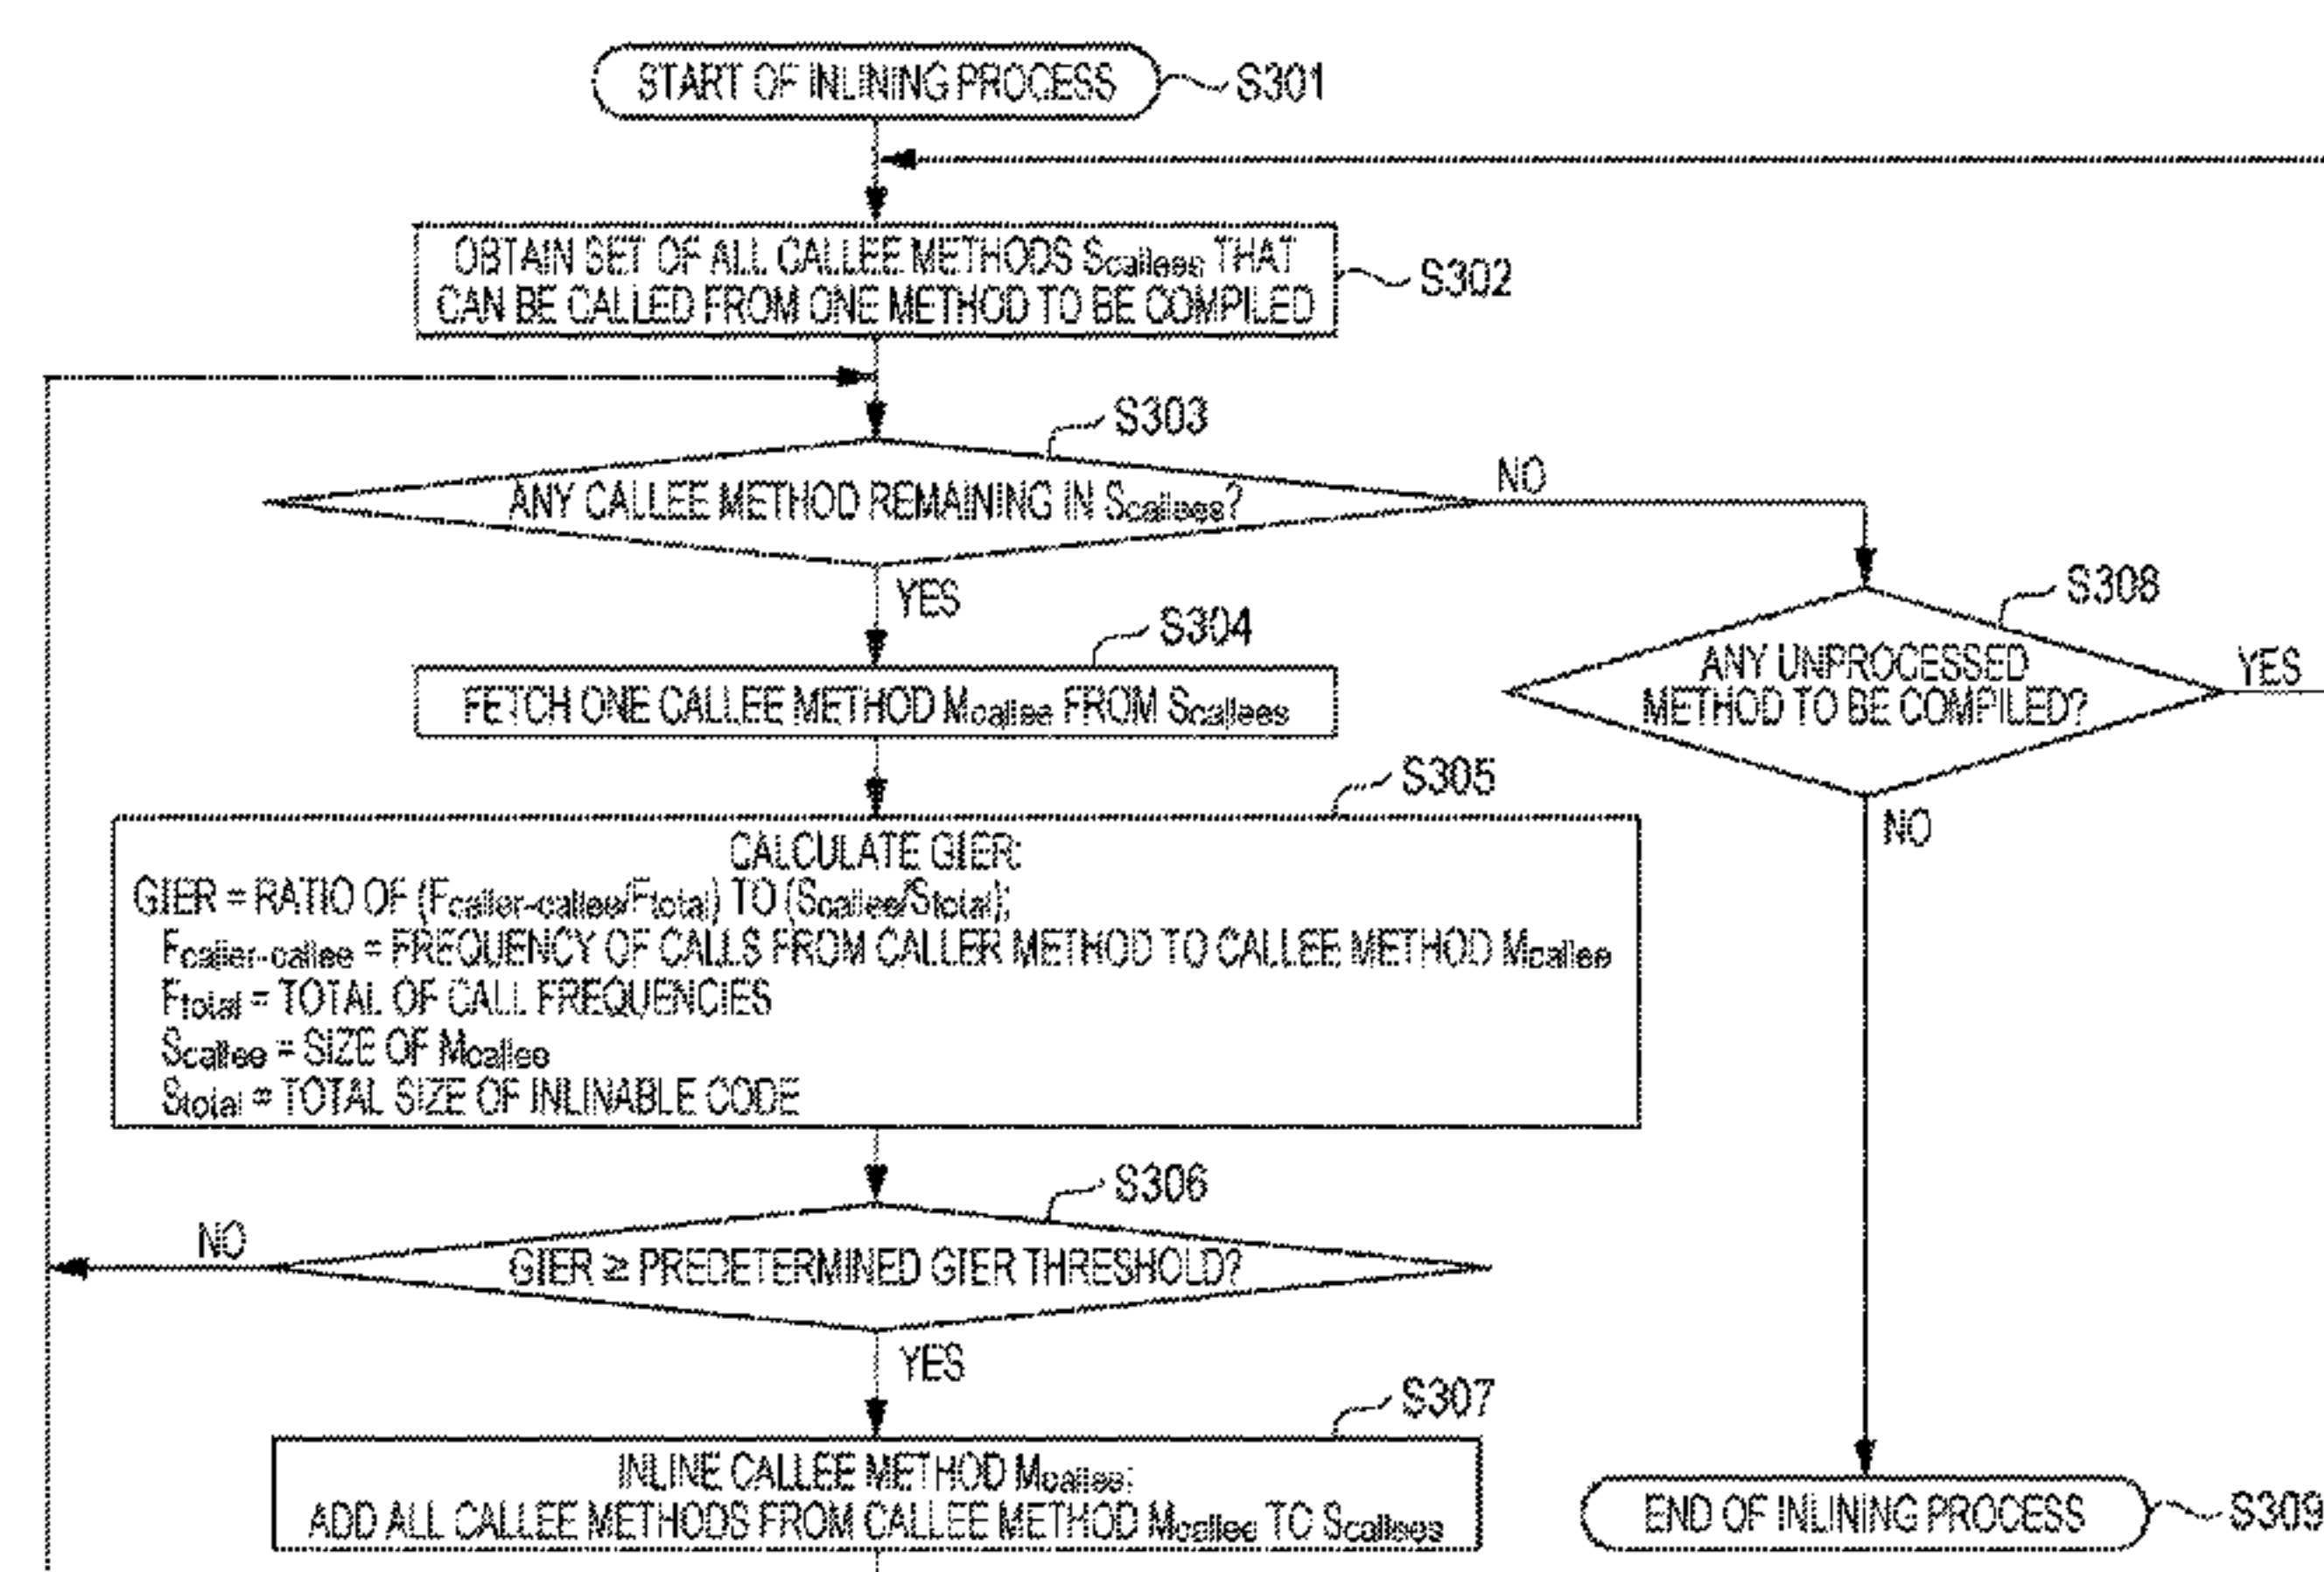 START OF INLINING PROCESS
S301
OBTAIN SET OF ALL CALLEE METHODS Scallees THAT
CAN BE CALLED FROM ONE METHOD TO BE COMPILED
S302
S303
ANY CALLEE METHOD REMAINING IN Scallees?
NO
YES
S304
FETCH ONE CALLEE METHOD Mcallee FROM Scallees
S308
ANY UNPROCESSED
METHOD TO BE COMPILED?
YES
NO
S305
CALCULATE GIER:
GIER = RATIO OF (Fcaller-callee/Ftotal) TO (Scallee/Stotal);
Fcaller-callee = FREQUENCY OF CALLS FROM CALLER METHOD TO CALLEE METHOD Mcallee
Ftotal = TOTAL OF CALL FREQUENCIES
Scallee = SIZE OF Mcallee
Stotal = TOTAL SIZE OF INLINABLE CODE
S306
GIER ≥ PREDETERMINED GIER THRESHOLD?
NO
YES
S307
INLINE CALLEE METHOD Mcallee;
ADD ALL CALLEE METHODS FROM CALLEE METHOD Mcallee TO Scallees
END OF INLINING PROCESS
S309